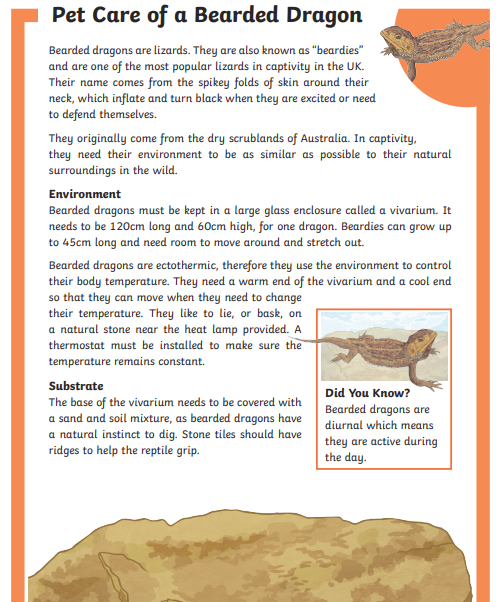 Pet Care of a Bearded Dragon
Bearded dragons are lizards. They are also known as “beardies”
and are one of the most popular lizards in captivity in the UK.
Their name comes from the spikey folds of skin around their
neck, which inflate and turn black when they are excited or need
to defend themselves.
They originally come from the dry scrublands of Australia. In captivity,
they need their environment to be as similar as possible to their natural
surroundings in the wild.
Environment
Bearded dragons must be kept in a large glass enclosure called a vivarium. It
needs to be 120cm long and 60cm high, for one dragon. Beardies can grow up
to 45cm long and need room to move around and stretch out.
Bearded dragons are ectothermic, therefore they use the environment to control
their body temperature. They need a warm end of the vivarium and a cool end
so that they can move when they need to change
their temperature. They like to lie, or bask, on
a natural stone near the heat lamp provided. A
thermostat must be installed to make sure the
temperature remains constant.
Substrate
The base of the vivarium needs to be covered with
a sand and soil mixture, as bearded dragons have
a natural instinct to dig. Stone tiles should have
ridges to help the reptile grip.
Did You Know?
Bearded dragons are
diurnal which means
they are active during
the day.